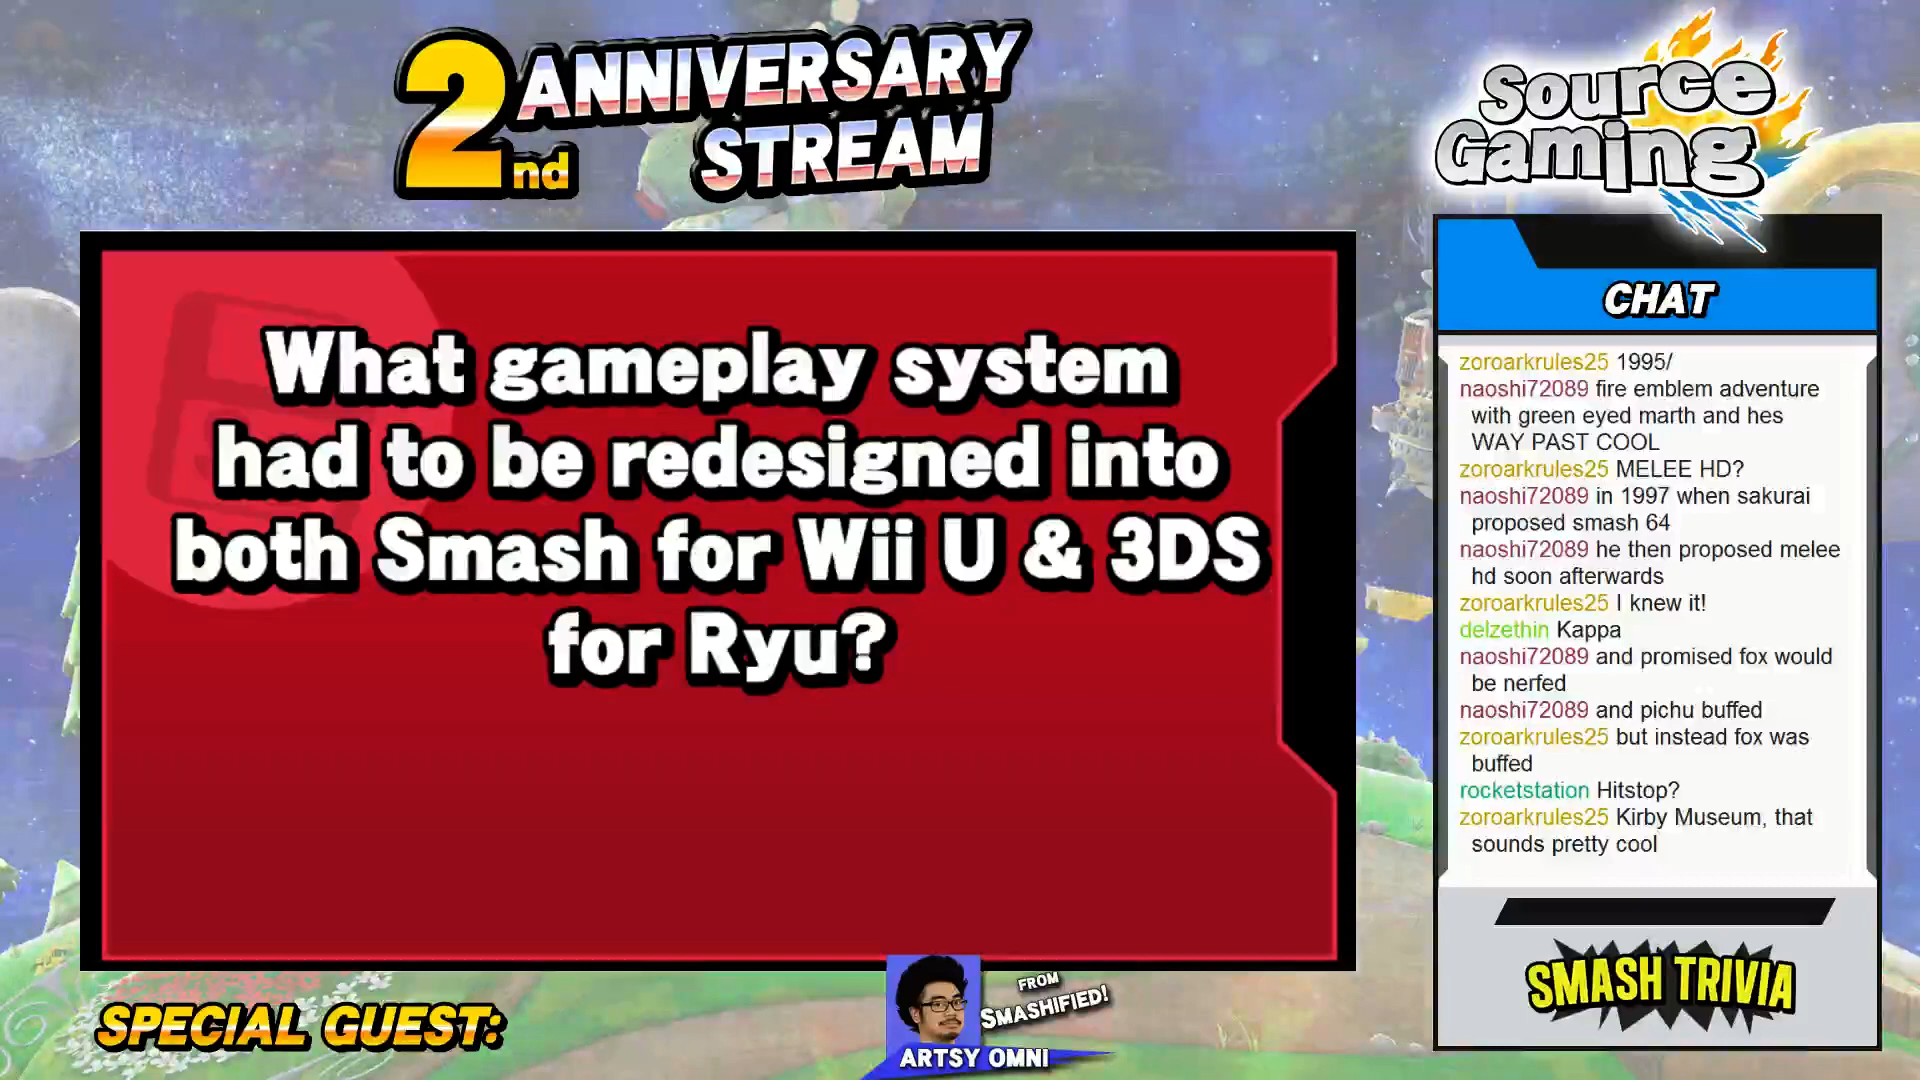 2nd ANNIVERSARY
STREAM
Source
Gaming
What gameplay system
had to be redesigned into
both Smash for Wii U & 3DS
for Ryu?
CHAT
zoroarkrules25 1995/
naoshi72089 fire emblem adventure
with green eyed marth and hes
WAY PAST COOL
zoroarkrules25 MELEE HD?
naoshi72089 in 1997 when sakurai
proposed smash 64
naoshi72089 he then proposed melee
hd soon afterwards
zoroarkrules25 I knew it!
delzethin Kappa
naoshi72089 and promised fox would
be nerfed
naoshi72089 and pichu buffed
zoroarkrules25 but instead fox was
buffed
rocketstation Hitstop?
zoroarkrules25 Kirby Museum, that
sounds pretty cool
SMASH TRIVIA
SPECIAL GUEST:
FROM
SMASHIFIED!
ARTSY OMNI